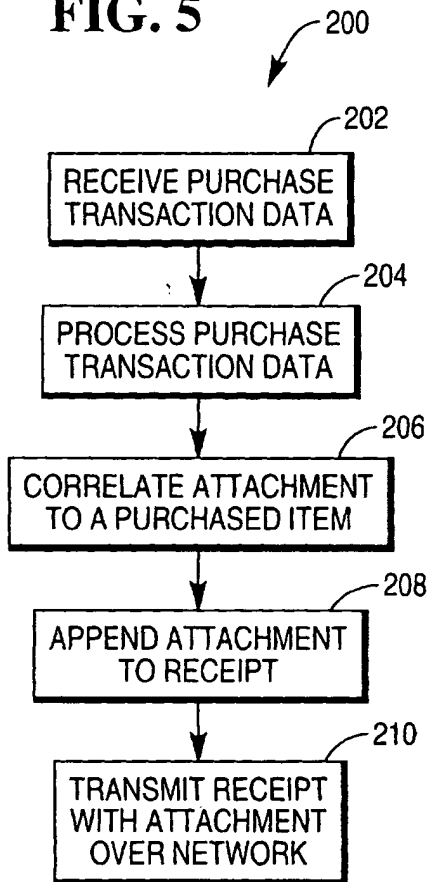 FIG. 5
200
202
RECEIVE PURCHASE
TRANSACTION DATA
204
PROCESS PURCHASE
TRANSACTION DATA
206
CORRELATE ATTACHMENT
TO A PURCHASED ITEM
208
APPEND ATTACHMENT
TO RECEIPT
210
TRANSMIT RECEIPT
WITH ATTACHMENT
OVER NETWORK